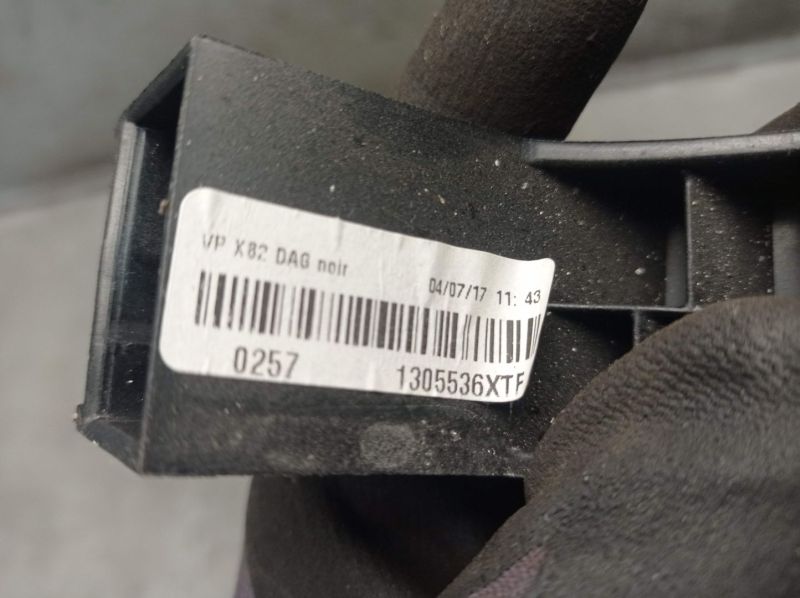 VP X82 DAG noir
04/07/17 11:43
0257 1305536XTF